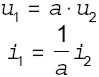 u₁ = a · u₂
i₁ = 1/a i₂